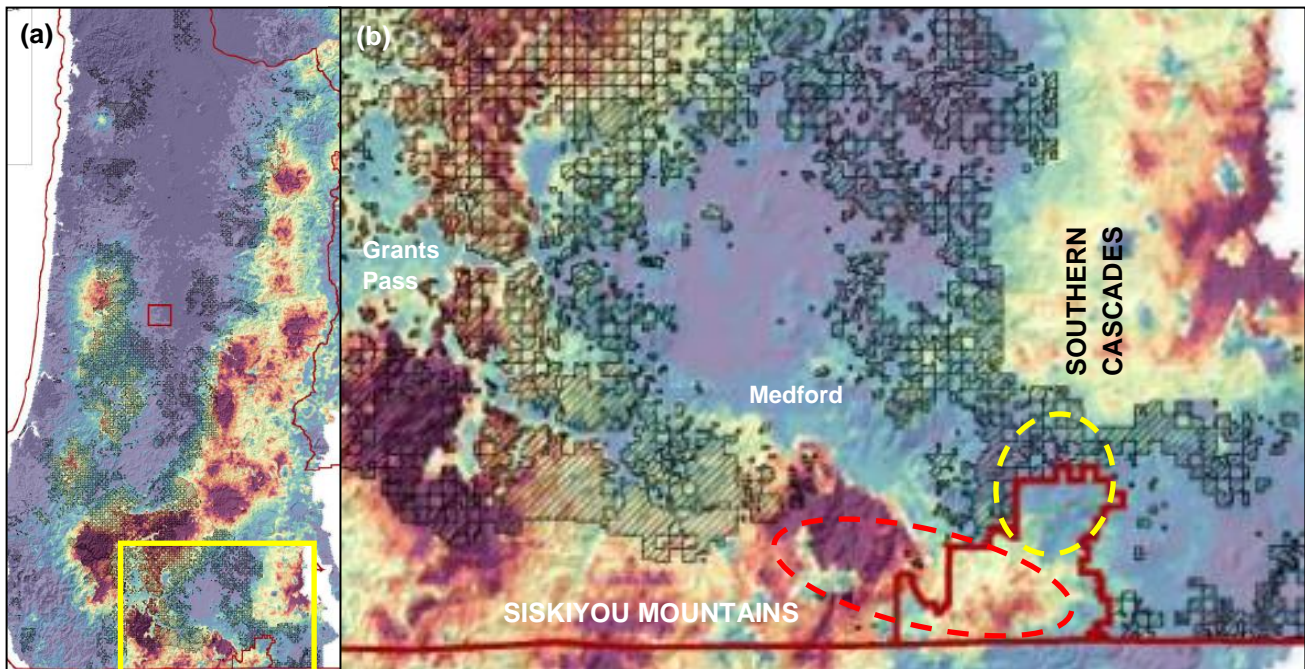 (a)
(b)
Grants
Pass
Medford
SOUTHERN
CASCADES
SISKIYOU MOUNTAINS